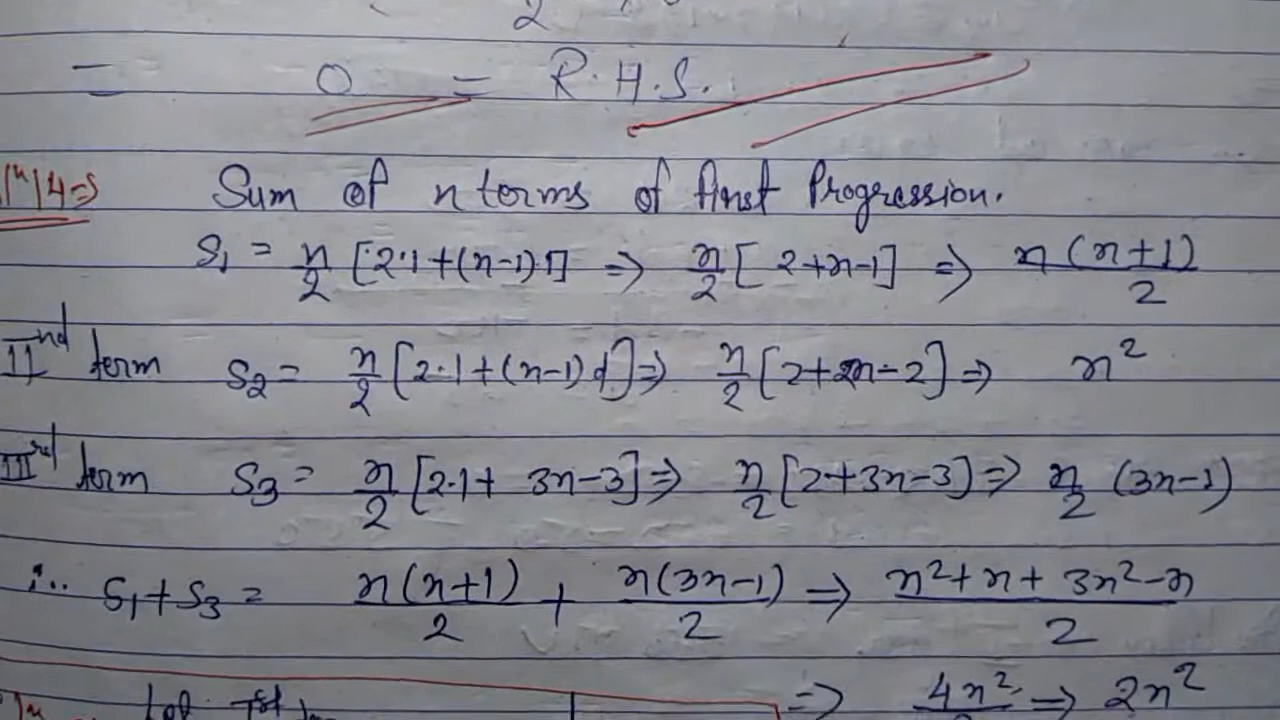 2
= 0 = R.H.S.
14⇒ Sum of n terms of first Progression.
S₁ = n/2 [2·1+(n-1)·1] ⇒ n/2 [2+n-1] ⇒ n(n+1)/2
IInd term S₂ = n/2 [2·1+(n-1)d] ⇒ n/2 [2+2n-2] ⇒ n²
IIIrd term S₃ = n/2 [2·1+ 3n-3] ⇒ n/2 [2+3n-3] ⇒ n/2 (3n-1)
∴ S₁+S₃ = n(n+1)/2 + n(3n-1)/2 ⇒ n²+n+3n²-n/2
⇒ 4n²/2 ⇒ 2n²